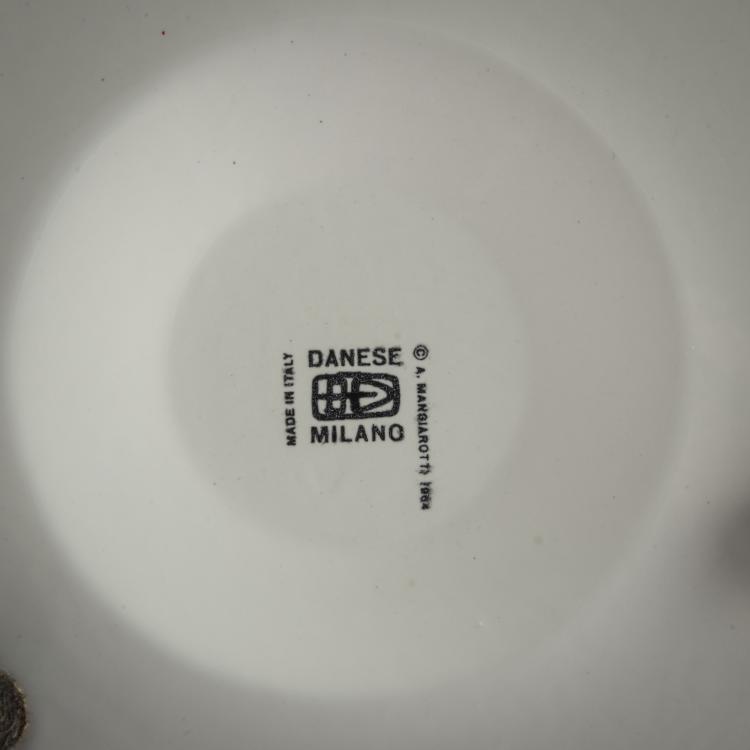 MADE IN ITALY
DANESE
MILANO
© A. MANGIAROTTI 1964